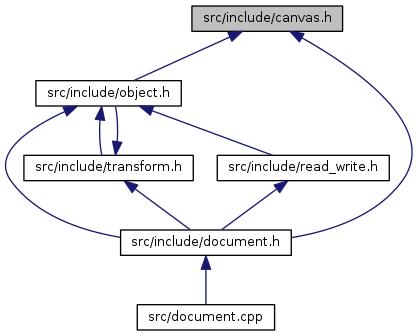 src/include/canvas.h
src/include/object.h
src/include/transform.h
src/include/read_write.h
src/include/document.h
src/document.cpp